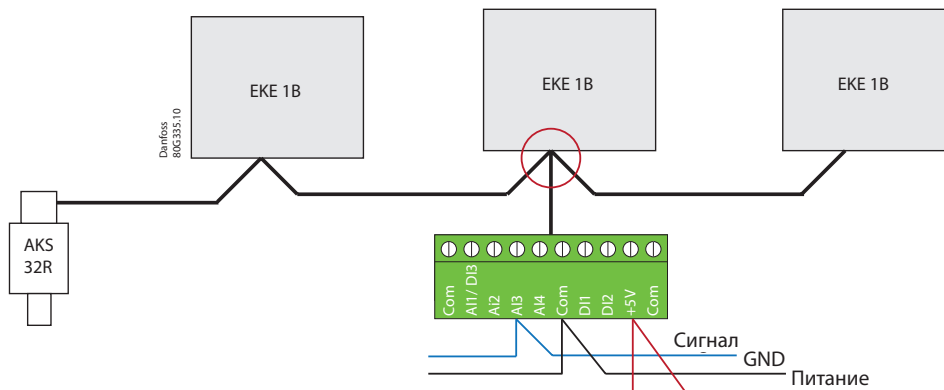 EKE 1B
EKE 1B
EKE 1B
Danfoss
80G335.10
AKS
32R
Com
AI1/ DI3
Ai2
AI3
AI4
Com
DI1
DI2
+5V
Com
Сигнал
GND
Питание